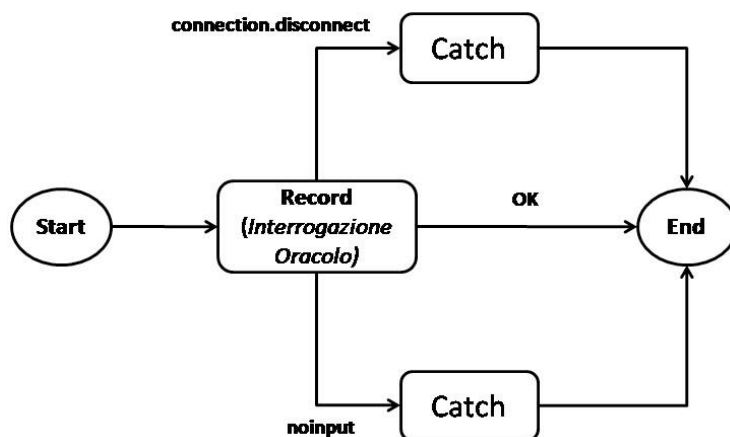 connection.disconnect
Catch
Start
Record
(Interrogazione
Oracolo)
OK
End
Catch
noinput